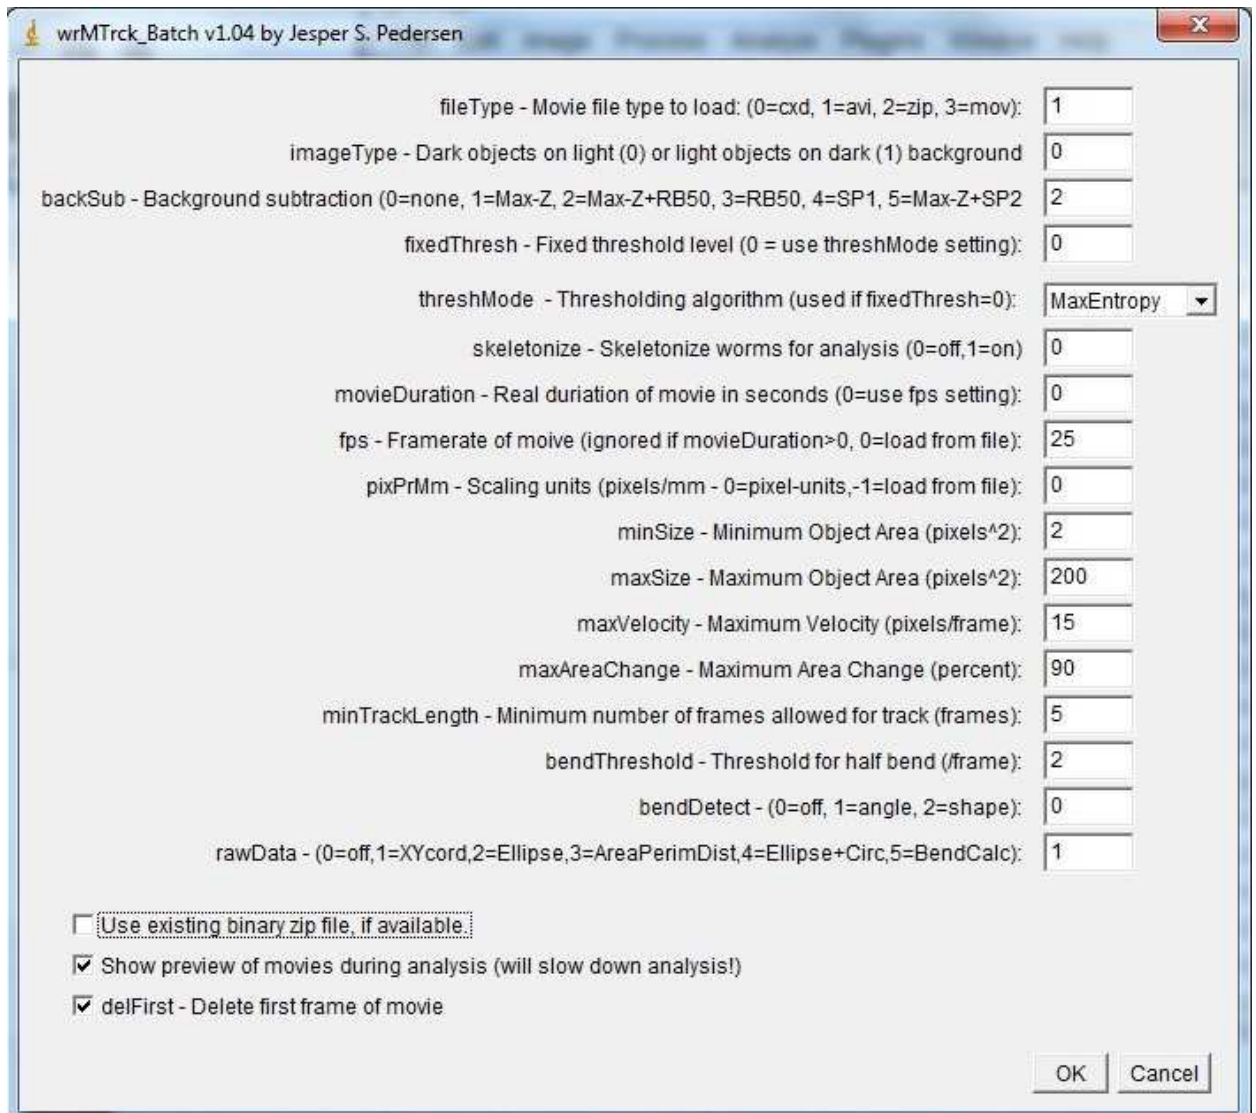 wrMTrck_Batch v1.04 by Jesper S. Pedersen
fileType - Movie file type to load: (0=cxd, 1=avi, 2=zip, 3=mov): 1
imageType - Dark objects on light (0) or light objects on dark (1) background 0
backSub - Background subtraction (0=none, 1=Max-Z, 2=Max-Z+RB50, 3=RB50, 4=SP1, 5=Max-Z+SP2 2
fixedThresh - Fixed threshold level (0 = use threshMode setting): 0
threshMode - Thresholding algorithm (used if fixedThresh=0): MaxEntropy
skeletonize - Skeletonize worms for analysis (0=off,1=on) 0
movieDuration - Real duriation of movie in seconds (0=use fps setting): 0
fps - Framerate of moive (ignored if movieDuration>0, 0=load from file): 25
pixPrMm - Scaling units (pixels/mm - 0=pixel-units,-1=load from file): 0
minSize - Minimum Object Area (pixels^2): 2
maxSize - Maximum Object Area (pixels^2): 200
maxVelocity - Maximum Velocity (pixels/frame): 15
maxAreaChange - Maximum Area Change (percent): 90
minTrackLength - Minimum number of frames allowed for track (frames): 5
bendThreshold - Threshold for half bend (/frame): 2
bendDetect - (0=off, 1=angle, 2=shape): 0
rawData - (0=off,1=XYcord,2=Ellipse,3=AreaPerimDist,4=Ellipse+Circ,5=BendCalc): 1
Use existing binary zip file, if available.
Show preview of movies during analysis (will slow down analysis!)
delFirst - Delete first frame of movie
OK Cancel